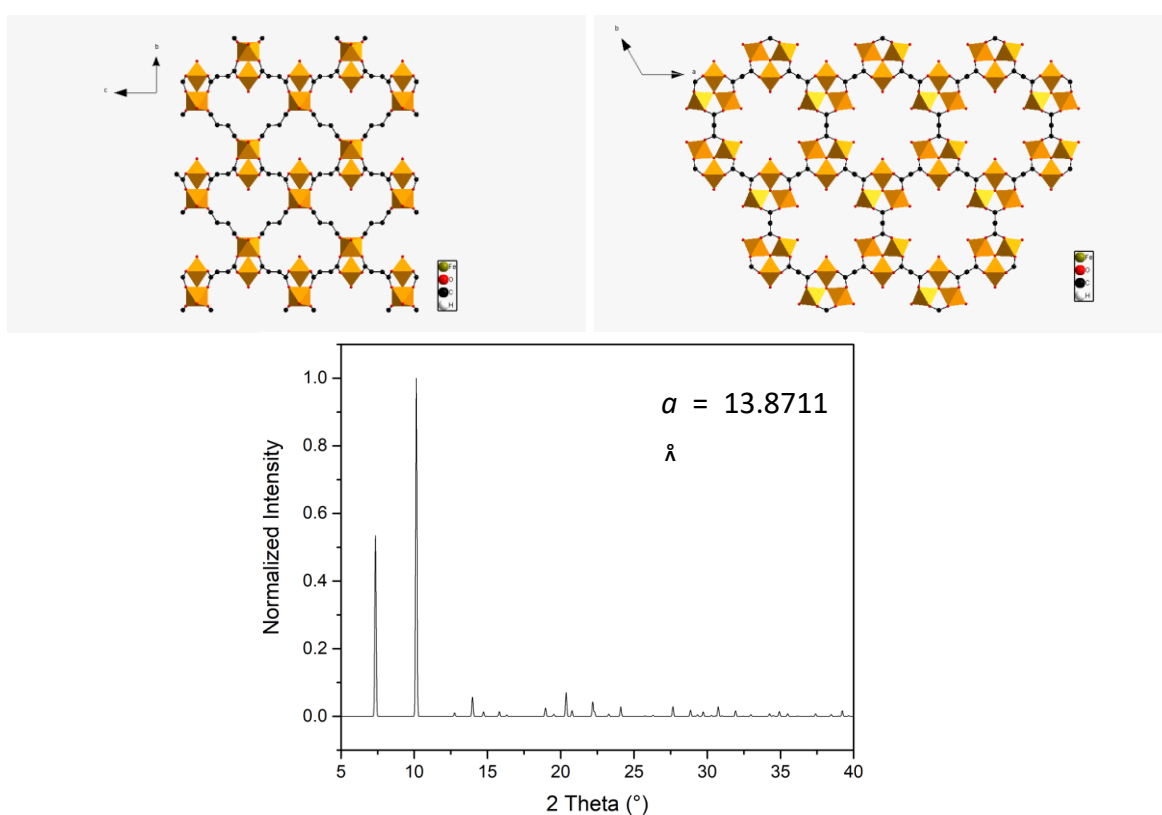 b
c
Fe
O
C
H
b
a
Fe
O
C
H
a = 13.8711
Å
Normalized Intensity
1.0
0.8
0.6
0.4
0.2
0.0
5 10 15 20 25 30 35 40
2 Theta (°)